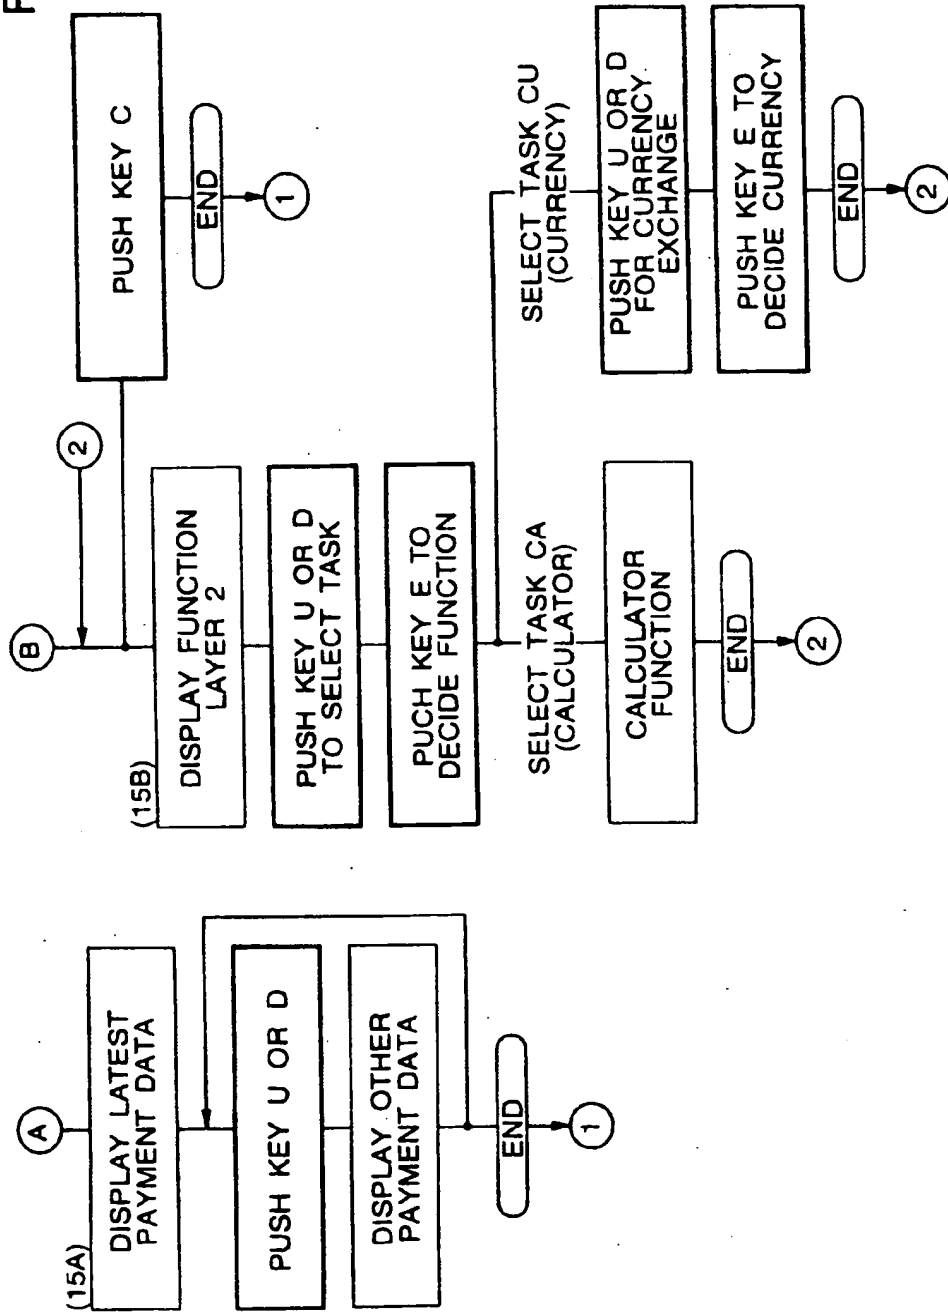 F
A
(15A)
DISPLAY LATEST
PAYMENT DATA
PUSH KEY U OR D
DISPLAY OTHER
PAYMENT DATA
END
1
B
2
PUSH KEY C
END
1
(15B)
DISPLAY FUNCTION
LAYER 2
PUSH KEY U OR D
TO SELECT TASK
PUCH KEY E TO
DECIDE FUNCTION
SELECT TASK CA
(CALCULATOR)
CALCULATOR
FUNCTION
END
2
SELECT TASK CU
(CURRENCY)
PUSH KEY U OR D
FOR CURRENCY
EXCHANGE
PUSH KEY E TO
DECIDE CURRENCY
END
2